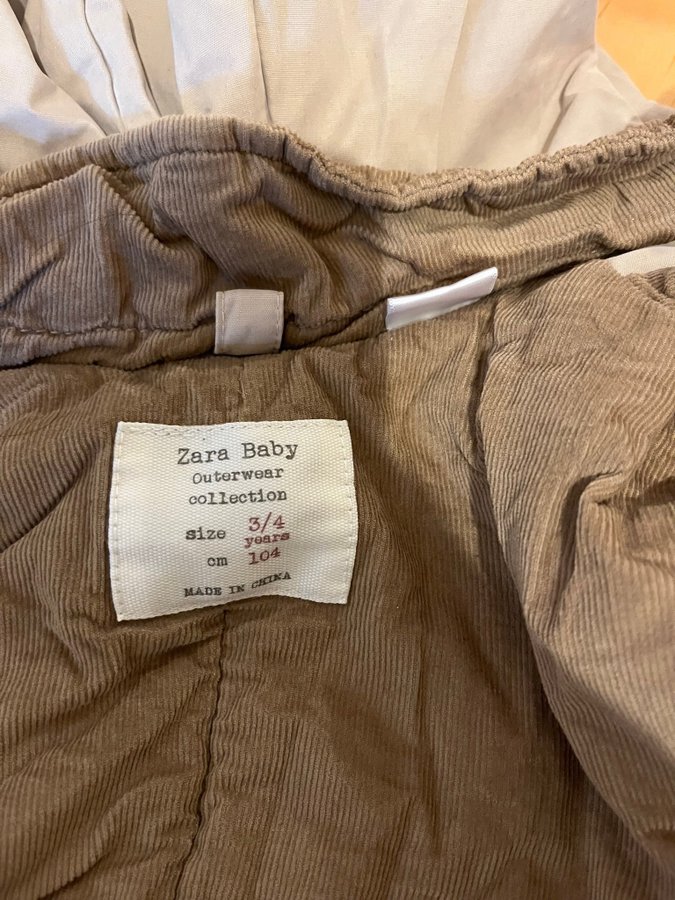 Zara Baby
Outerwear
collection
size 3/4
years
cm 104
MADE IN CHINA